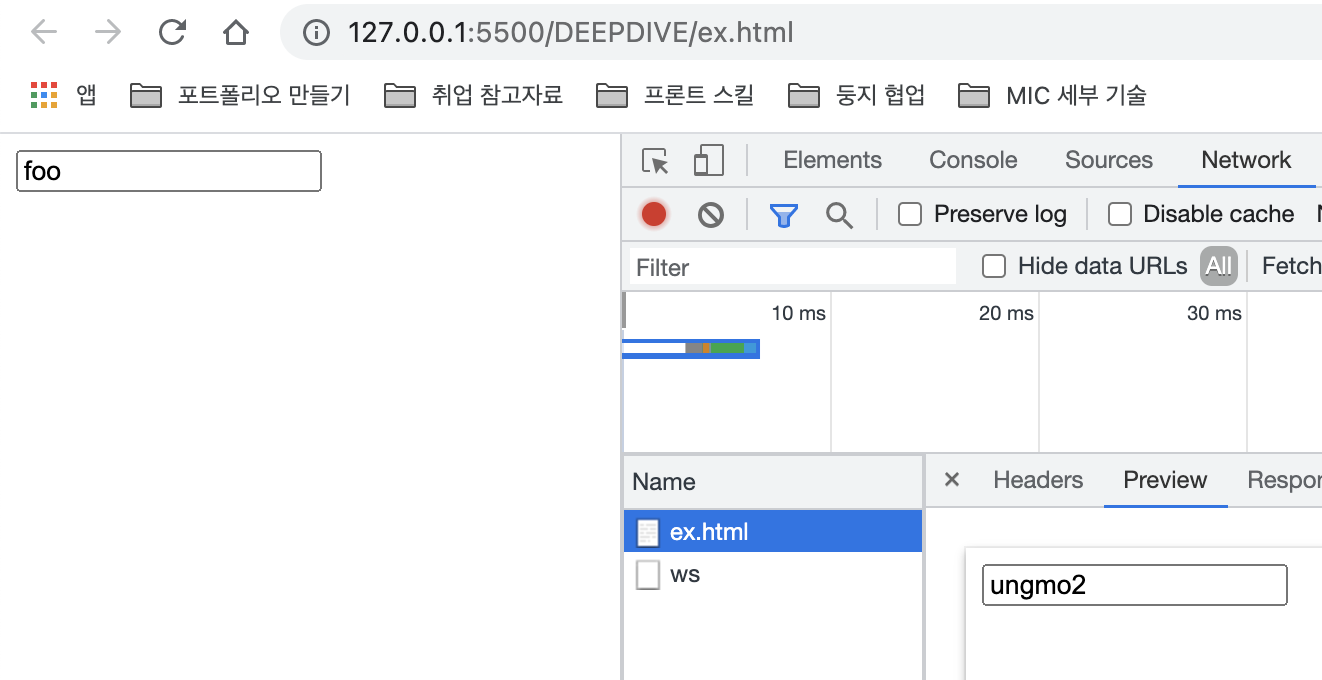 127.0.0.1:5500/DEEPDIVE/ex.html
앱 포트폴리오 만들기 취업 참고자료 프론트 스킬 둥지 협업 MIC 세부 기술
foo
Elements Console Sources Network
Preserve log Disable cache
Filter Hide data URLs All Fetch
10 ms 20 ms 30 ms
Name
× Headers Preview Respon
ex.html
ws
ungmo2